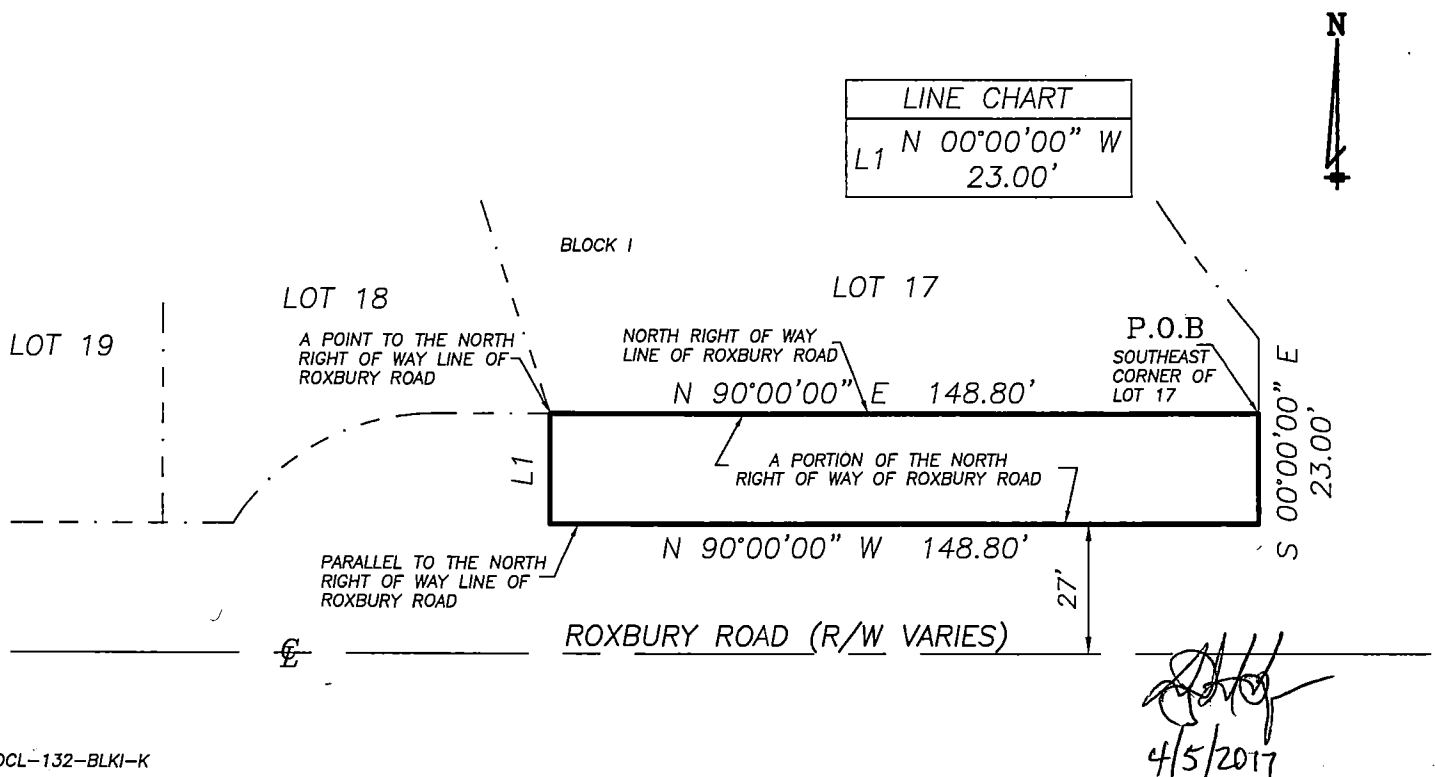 N
LINE CHART
L1 N 00°00'00" W
23.00'
BLOCK I
LOT 17
LOT 18
LOT 19
A POINT TO THE NORTH
RIGHT OF WAY LINE OF
ROXBURY ROAD
NORTH RIGHT OF WAY
LINE OF ROXBURY ROAD
P.O.B
SOUTHEAST
CORNER OF
LOT 17
N 90°00'00" E 148.80'
S 00°00'00" E
23.00'
L1
A PORTION OF THE NORTH
RIGHT OF WAY OF ROXBURY ROAD
N 90°00'00" W 148.80'
PARALLEL TO THE NORTH
RIGHT OF WAY LINE OF
ROXBURY ROAD
27'
ROXBURY ROAD (R/W VARIES)
℄
4/5/2017
OCL-132-BLKI-K